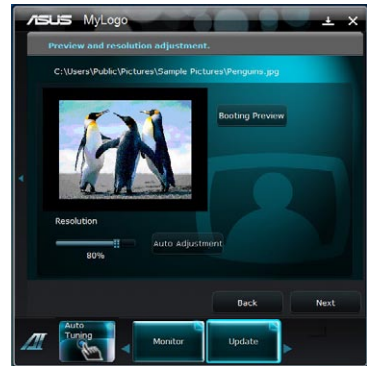 ASUS MyLogo
Preview and resolution adjustment.
C:\Users\Public\Pictures\Sample Pictures\Penguins.jpg
Booting Preview
Resolution
80%
Auto Adjustment
Back
Next
AI
Auto
Tuning
Monitor
Update